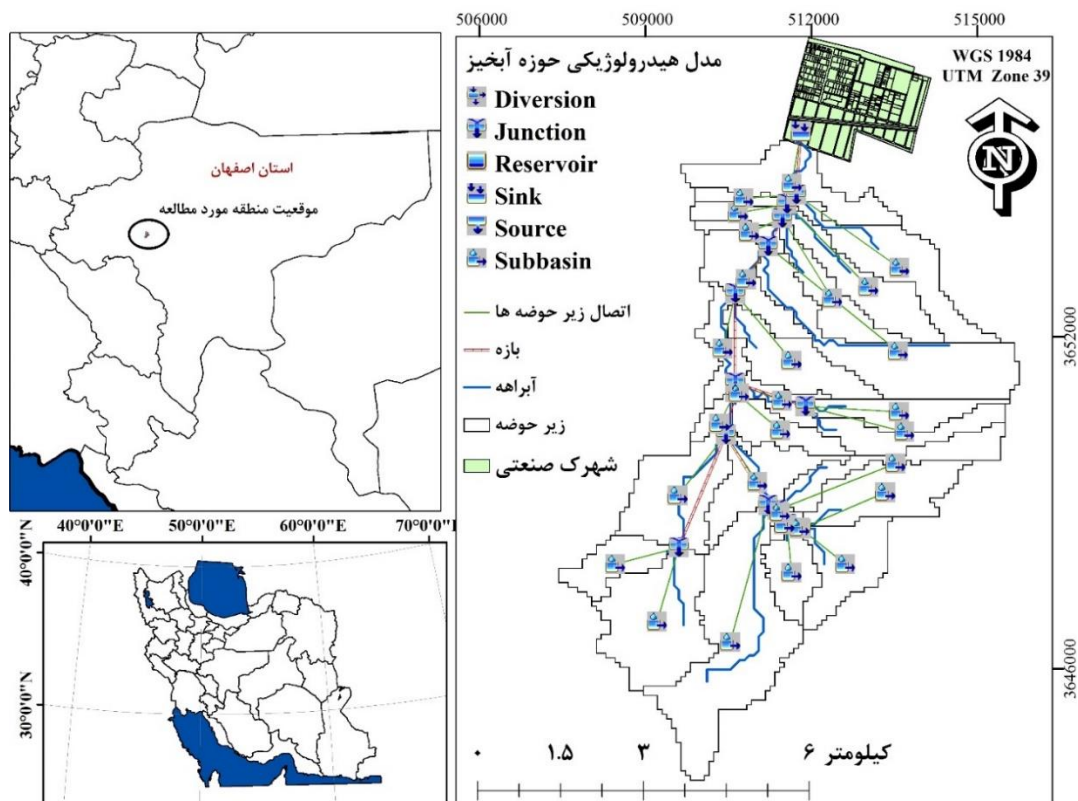 506000
509000
512000
515000
استان اصفهان
موقعیت منطقه مورد مطالعه
مدل هیدرولوژیکی حوزه آبخیز
Diversion
Junction
Reservoir
Sink
Source
Subbasin
اتصال زیر حوضه ها
بازه
آبراهه
زیر حوضه
شهرک صنعتی
WGS 1984
UTM Zone 39
N
3652000
3646000
40°0'0"E
50°0'0"E
60°0'0"E
70°0'0"E
40°0'0"N
30°0'0"N
۰ ۱.۵ ۳ ۶ کیلومتر